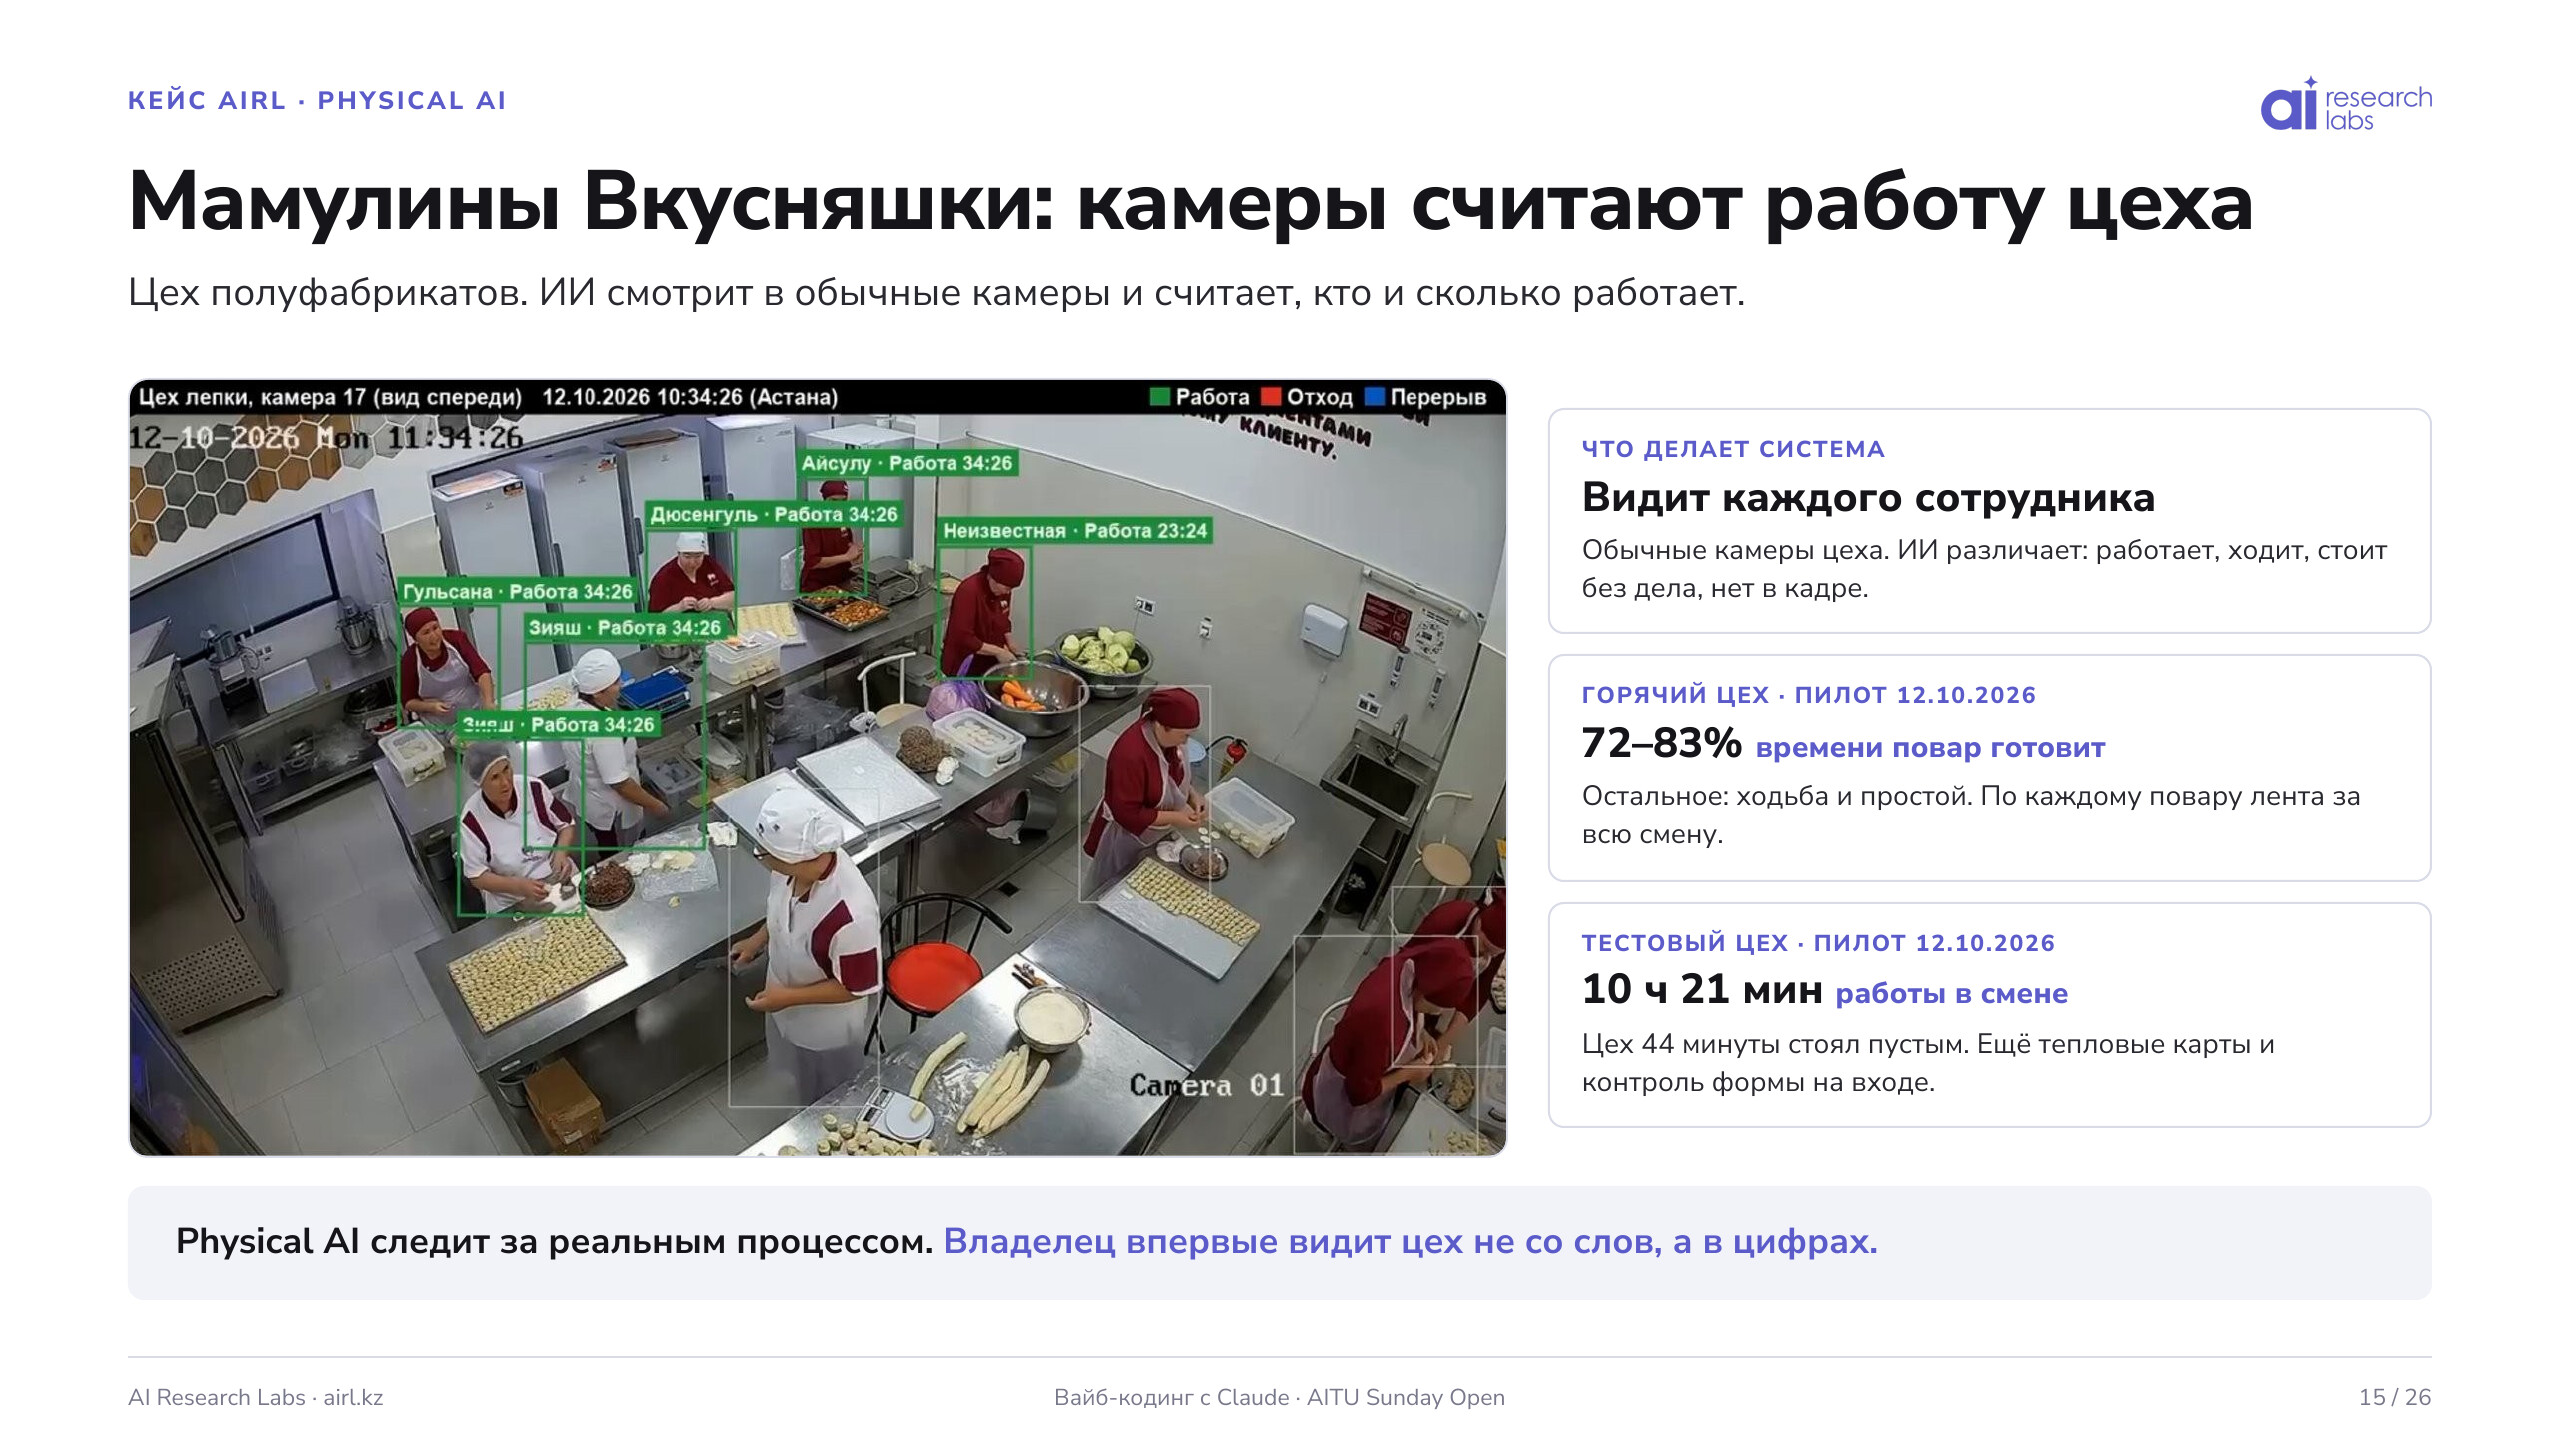 КЕЙС AIRL · PHYSICAL AI
ai research
labs
Мамулины Вкусняшки: камеры считают работу цеха
Цех полуфабрикатов. ИИ смотрит в обычные камеры и считает, кто и сколько работает.
Цех лепки, камера 17 (вид спереди) 12.10.2026 10:34:26 (Астана)
Работа Отход Перерыв
12-10-2026 Mon 11:34:26
КЛИЕНТУ.
Айсулу · Работа 34:26
Дюсенгуль · Работа 34:26
Неизвестная · Работа 23:24
Гульсана · Работа 34:26
Зияш · Работа 34:26
Зияш · Работа 34:26
Camera 01
ЧТО ДЕЛАЕТ СИСТЕМА
Видит каждого сотрудника
Обычные камеры цеха. ИИ различает: работает, ходит, стоит
без дела, нет в кадре.
ГОРЯЧИЙ ЦЕХ · ПИЛОТ 12.10.2026
72–83% времени повар готовит
Остальное: ходьба и простой. По каждому повару лента за
всю смену.
ТЕСТОВЫЙ ЦЕХ · ПИЛОТ 12.10.2026
10 ч 21 мин работы в смене
Цех 44 минуты стоял пустым. Ещё тепловые карты и
контроль формы на входе.
Physical AI следит за реальным процессом. Владелец впервые видит цех не со слов, а в цифрах.
AI Research Labs · airl.kz
Вайб-кодинг с Claude · AITU Sunday Open
15 / 26